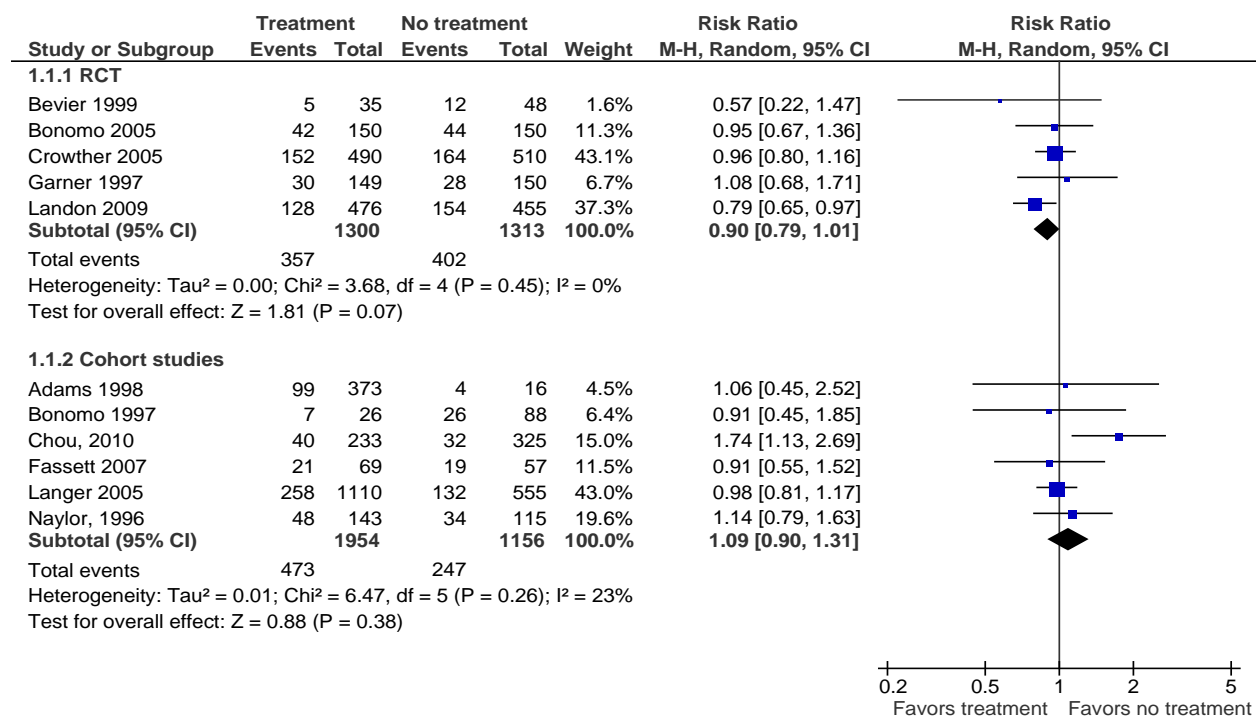 Treatment No treatment Risk Ratio Risk Ratio
Study or Subgroup Events Total Events Total Weight M-H, Random, 95% CI M-H, Random, 95% CI
1.1.1 RCT
Bevier 1999 5 35 12 48 1.6% 0.57 [0.22, 1.47]
Bonomo 2005 42 150 44 150 11.3% 0.95 [0.67, 1.36]
Crowther 2005 152 490 164 510 43.1% 0.96 [0.80, 1.16]
Garner 1997 30 149 28 150 6.7% 1.08 [0.68, 1.71]
Landon 2009 128 476 154 455 37.3% 0.79 [0.65, 0.97]
Subtotal (95% CI) 1300 1313 100.0% 0.90 [0.79, 1.01]
Total events 357 402
Heterogeneity: Tau² = 0.00; Chi² = 3.68, df = 4 (P = 0.45); I² = 0%
Test for overall effect: Z = 1.81 (P = 0.07)
1.1.2 Cohort studies
Adams 1998 99 373 4 16 4.5% 1.06 [0.45, 2.52]
Bonomo 1997 7 26 26 88 6.4% 0.91 [0.45, 1.85]
Chou, 2010 40 233 32 325 15.0% 1.74 [1.13, 2.69]
Fassett 2007 21 69 19 57 11.5% 0.91 [0.55, 1.52]
Langer 2005 258 1110 132 555 43.0% 0.98 [0.81, 1.17]
Naylor, 1996 48 143 34 115 19.6% 1.14 [0.79, 1.63]
Subtotal (95% CI) 1954 1156 100.0% 1.09 [0.90, 1.31]
Total events 473 247
Heterogeneity: Tau² = 0.01; Chi² = 6.47, df = 5 (P = 0.26); I² = 23%
Test for overall effect: Z = 0.88 (P = 0.38)
0.2 0.5 1 2 5
Favors treatment Favors no treatment